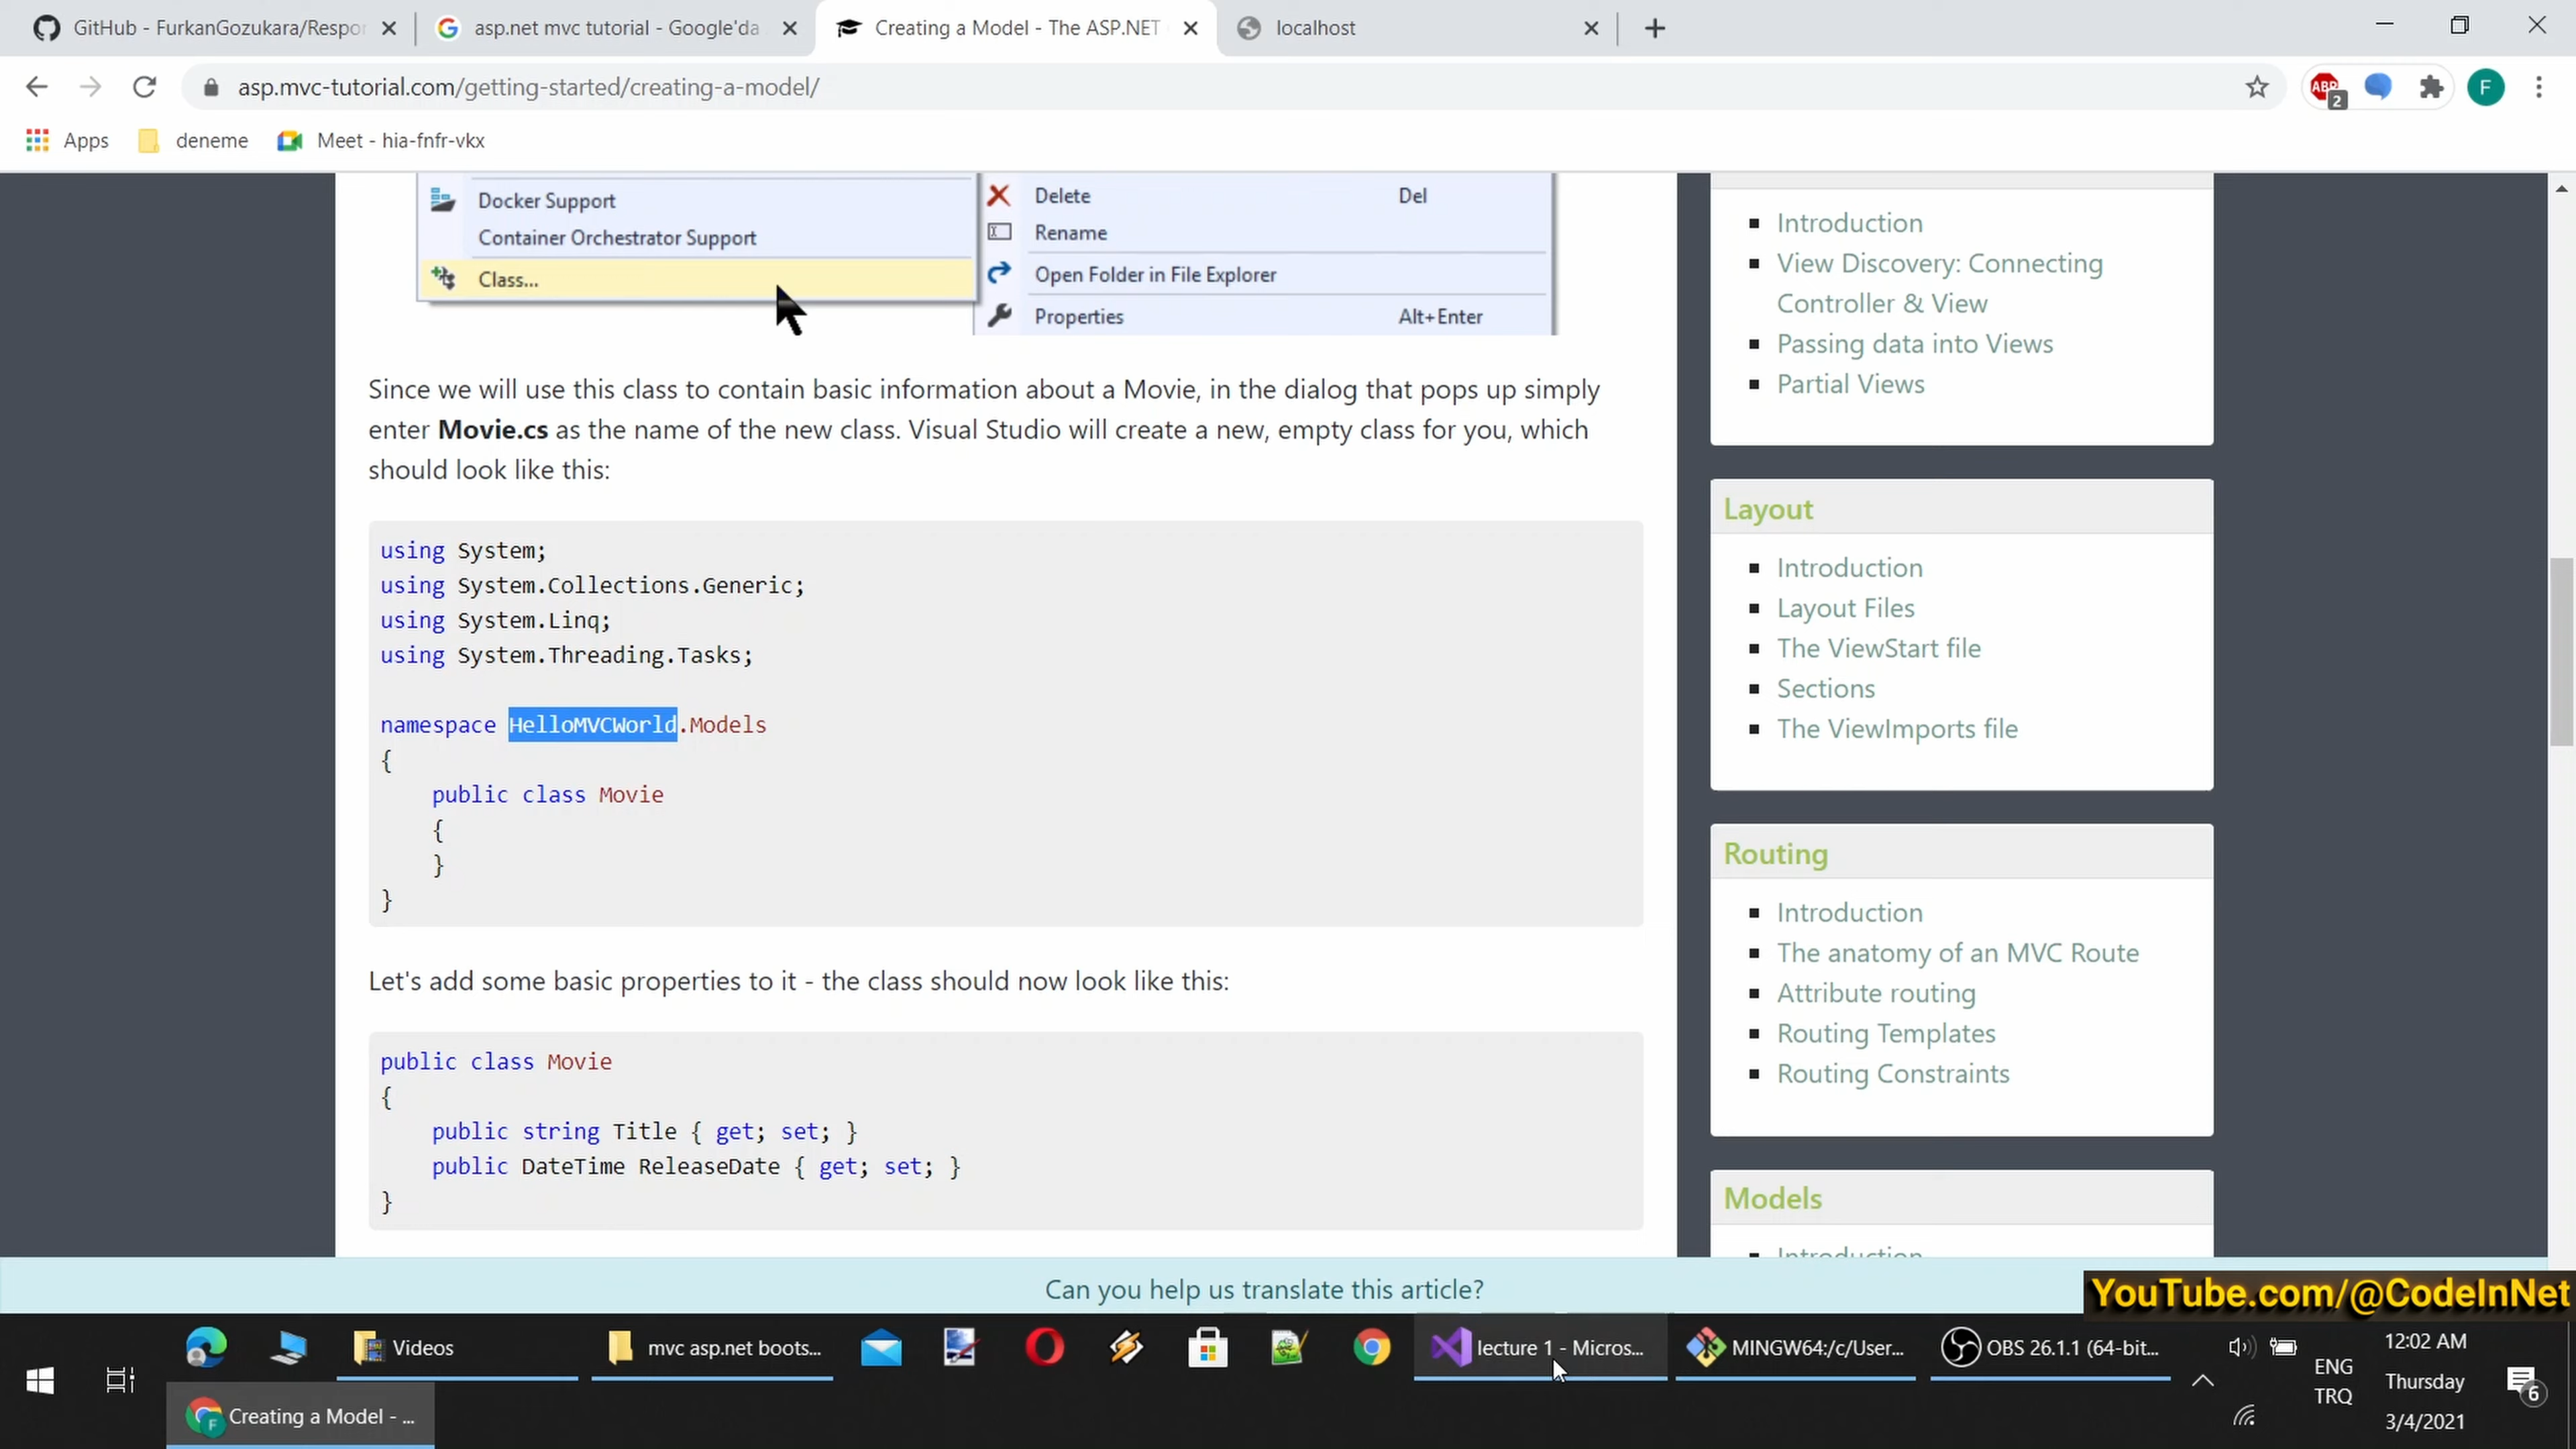 GitHub - FurkanGozukara/Respor
asp.net mvc tutorial - Google'da
Creating a Model - The ASP.NET
localhost
asp.mvc-tutorial.com/getting-started/creating-a-model/
ABP
2
F
Apps
deneme
Meet - hia-fnfr-vkx
Docker Support
Container Orchestrator Support
Class...
Delete Del
Rename
Open Folder in File Explorer
Properties Alt+Enter
Since we will use this class to contain basic information about a Movie, in the dialog that pops up simply
enter Movie.cs as the name of the new class. Visual Studio will create a new, empty class for you, which
should look like this:
using System;
using System.Collections.Generic;
using System.Linq;
using System.Threading.Tasks;
namespace HelloMVCWorld.Models
{
public class Movie
{
}
}
Let's add some basic properties to it - the class should now look like this:
public class Movie
{
public string Title { get; set; }
public DateTime ReleaseDate { get; set; }
}
Introduction
View Discovery: Connecting
Controller & View
Passing data into Views
Partial Views
Layout
Introduction
Layout Files
The ViewStart file
Sections
The ViewImports file
Routing
Introduction
The anatomy of an MVC Route
Attribute routing
Routing Templates
Routing Constraints
Models
Introduction
Can you help us translate this article?
YouTube.com/@CodeInNet
Videos
mvc asp.net boots...
lecture 1 - Micros...
MINGW64:/c/User...
OBS 26.1.1 (64-bit...
Creating a Model - ...
F
ENG
TRQ
12:02 AM
Thursday
3/4/2021
6